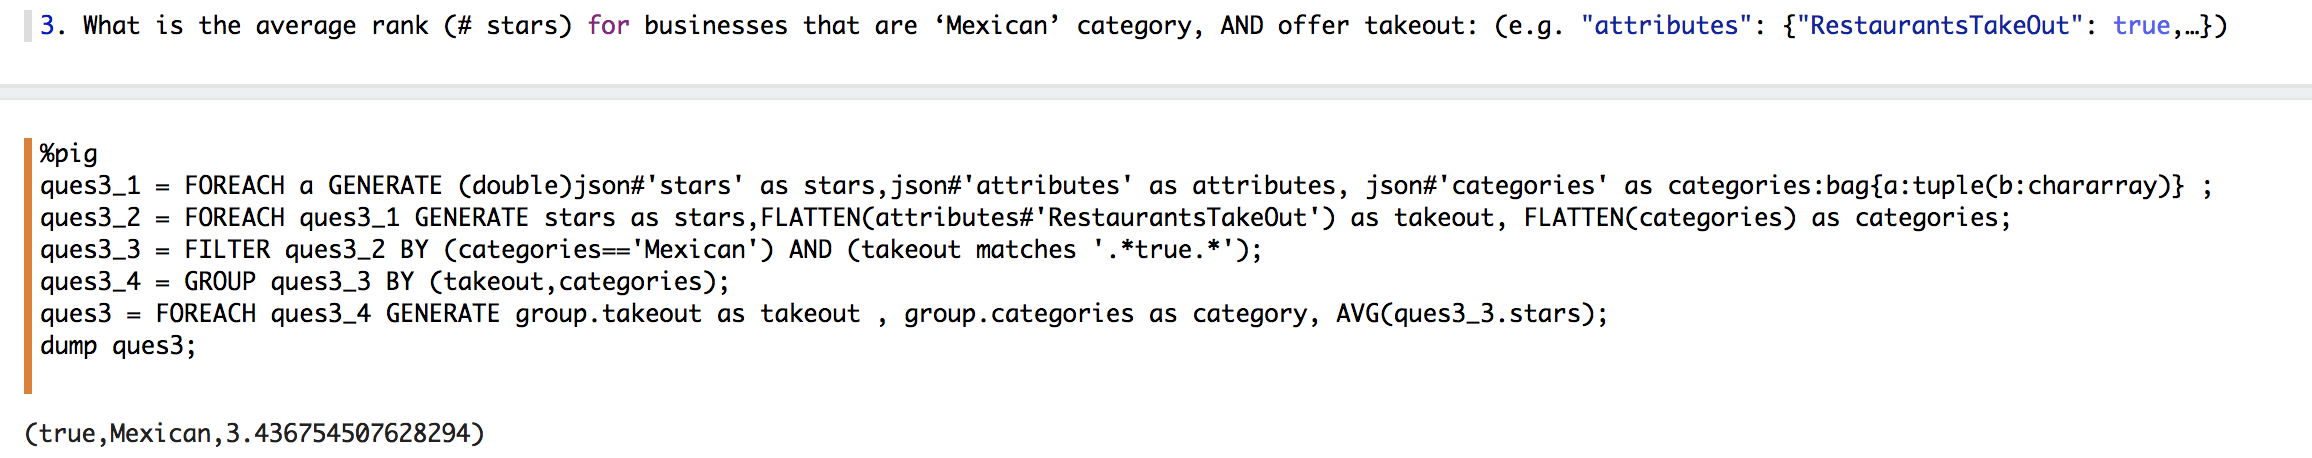 3. What is the average rank (# stars) for businesses that are ‘Mexican’ category, AND offer takeout: (e.g. "attributes": {"RestaurantsTakeOut": true,…})
%pig
ques3_1 = FOREACH a GENERATE (double)json#'stars' as stars,json#'attributes' as attributes, json#'categories' as categories:bag{a:tuple(b:chararray)} ;
ques3_2 = FOREACH ques3_1 GENERATE stars as stars,FLATTEN(attributes#'RestaurantsTakeOut') as takeout, FLATTEN(categories) as categories;
ques3_3 = FILTER ques3_2 BY (categories=='Mexican') AND (takeout matches '.*true.*');
ques3_4 = GROUP ques3_3 BY (takeout,categories);
ques3 = FOREACH ques3_4 GENERATE group.takeout as takeout , group.categories as category, AVG(ques3_3.stars);
dump ques3;
(true,Mexican,3.436754507628294)